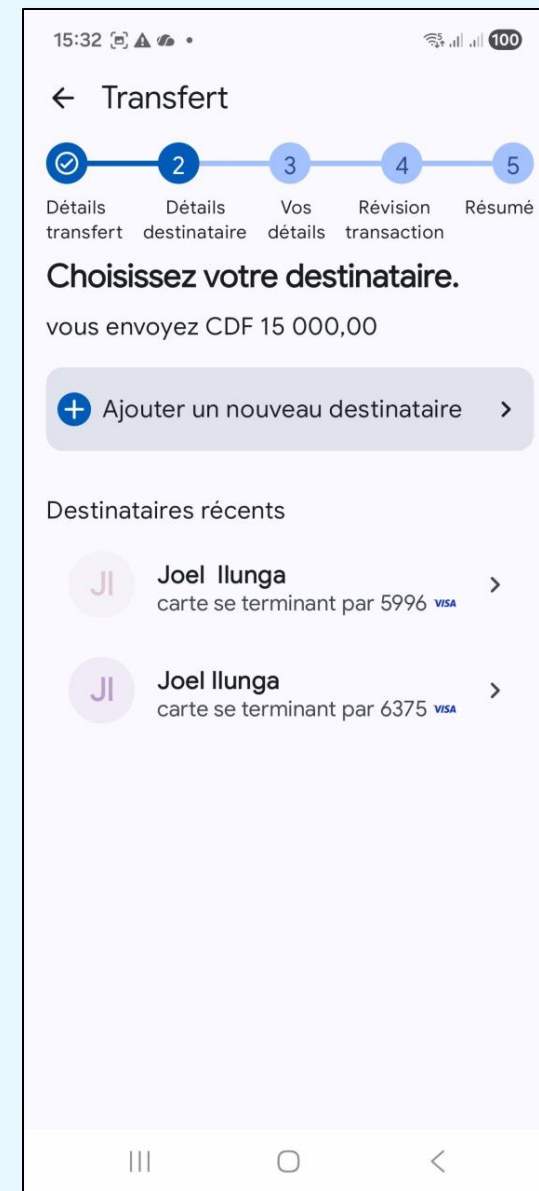 15:32
100
← Transfert
2 3 4 5
Détails transfert
Détails destinataire
Vos détails
Révision transaction
Résumé
Choisissez votre destinataire.
vous envoyez CDF 15 000,00
Ajouter un nouveau destinataire
Destinataires récents
JI
Joel Ilunga
carte se terminant par 5996 VISA
JI
Joel Ilunga
carte se terminant par 6375 VISA